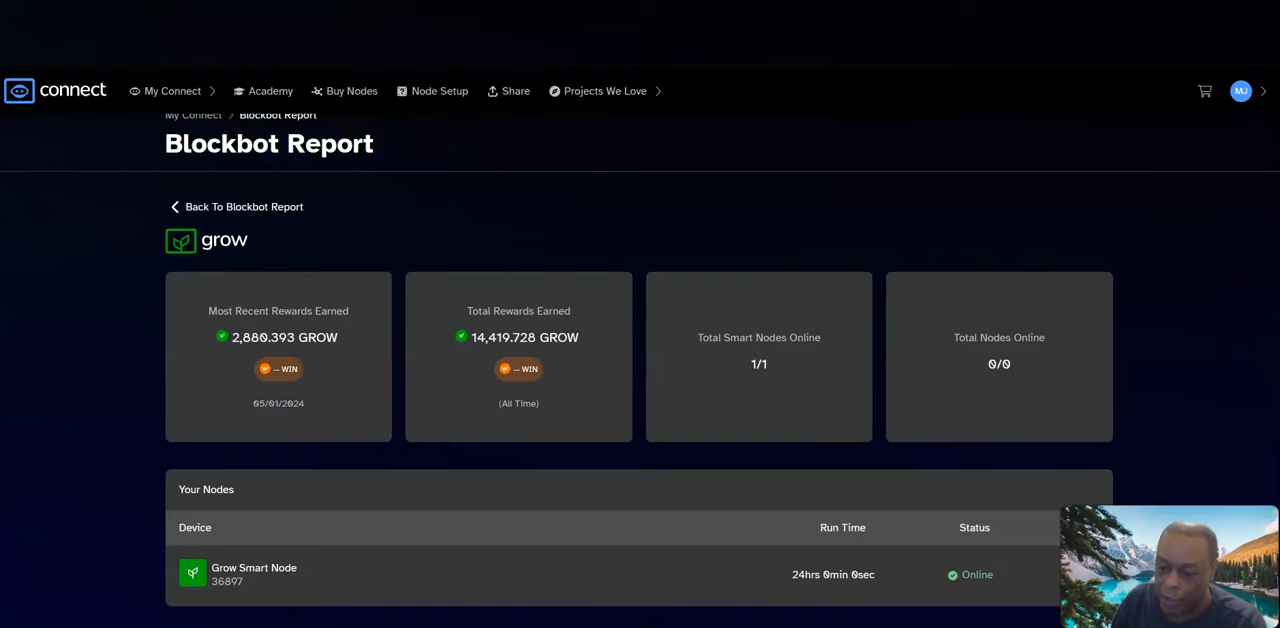 connect
My Connect
Academy
Buy Nodes
Node Setup
Share
Projects We Love
MJ
My Connect > Blockbot Report
Blockbot Report
Back To Blockbot Report
grow
Most Recent Rewards Earned
2,880.393 GROW
-- WIN
05/01/2024
Total Rewards Earned
14,419.728 GROW
-- WIN
(All Time)
Total Smart Nodes Online
1/1
Total Nodes Online
0/0
Your Nodes
Device
Run Time
Status
Grow Smart Node
36897
24hrs 0min 0sec
Online